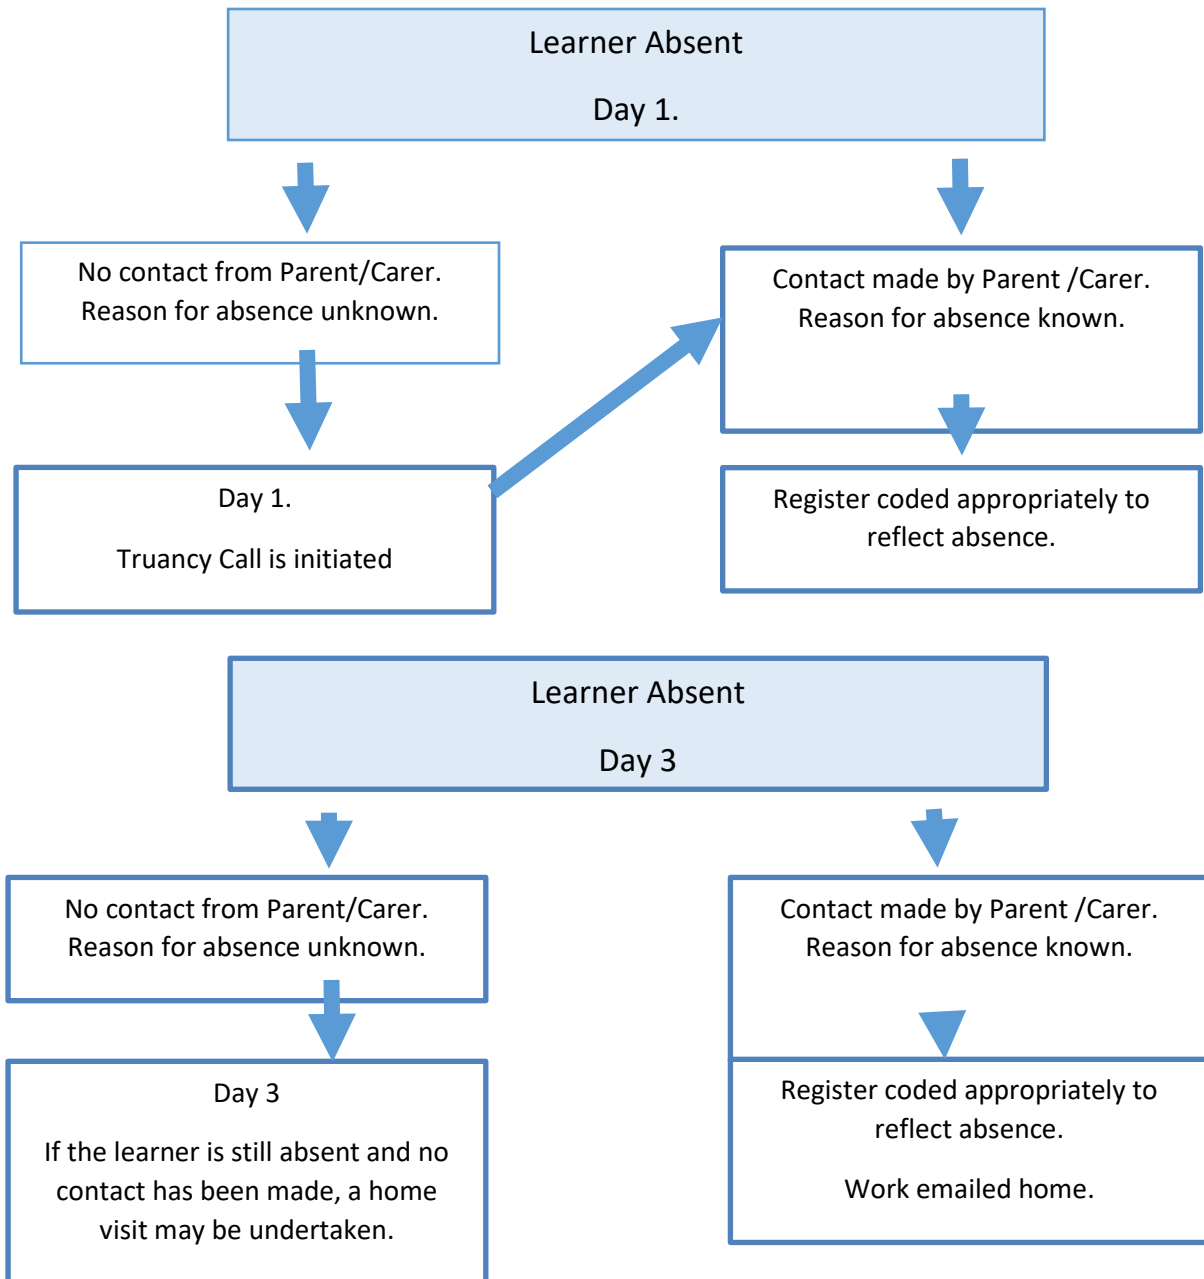 Learner Absent
Day 1.
No contact from Parent/Carer.
Reason for absence unknown.
Contact made by Parent /Carer.
Reason for absence known.
Day 1.
Truancy Call is initiated
Register coded appropriately to
reflect absence.
Learner Absent
Day 3
No contact from Parent/Carer.
Reason for absence unknown.
Contact made by Parent /Carer.
Reason for absence known.
Day 3
If the learner is still absent and no
contact has been made, a home
visit may be undertaken.
Register coded appropriately to
reflect absence.
Work emailed home.